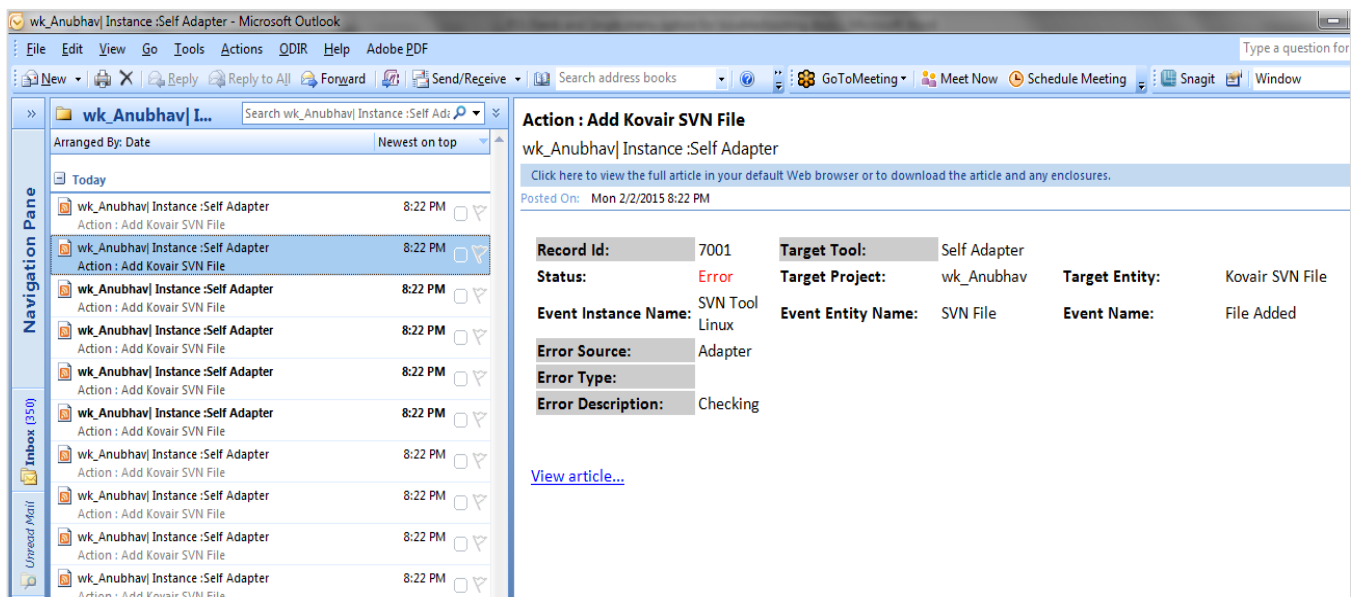 wk_Anubhav| Instance :Self Adapter - Microsoft Outlook
File Edit View Go Tools Actions ODIR Help Adobe PDF
Type a question for
New Reply Reply to All Forward Send/Receive Search address books GoToMeeting Meet Now Schedule Meeting Snagit Window
» wk_Anubhav| I... Search wk_Anubhav| Instance :Self Ada
Arranged By: Date Newest on top
Today
wk_Anubhav| Instance :Self Adapter 8:22 PM
Action : Add Kovair SVN File
wk_Anubhav| Instance :Self Adapter 8:22 PM
Action : Add Kovair SVN File
wk_Anubhav| Instance :Self Adapter 8:22 PM
Action : Add Kovair SVN File
wk_Anubhav| Instance :Self Adapter 8:22 PM
Action : Add Kovair SVN File
wk_Anubhav| Instance :Self Adapter 8:22 PM
Action : Add Kovair SVN File
wk_Anubhav| Instance :Self Adapter 8:22 PM
Action : Add Kovair SVN File
wk_Anubhav| Instance :Self Adapter 8:22 PM
Action : Add Kovair SVN File
wk_Anubhav| Instance :Self Adapter 8:22 PM
Action : Add Kovair SVN File
wk_Anubhav| Instance :Self Adapter 8:22 PM
Action : Add Kovair SVN File
wk_Anubhav| Instance :Self Adapter 8:22 PM
Action : Add Kovair SVN File
Navigation Pane
Inbox (350)
Unread Mail
Action : Add Kovair SVN File
wk_Anubhav| Instance :Self Adapter
Click here to view the full article in your default Web browser or to download the article and any enclosures.
Posted On: Mon 2/2/2015 8:22 PM
Record Id: 7001 Target Tool: Self Adapter
Status: Error Target Project: wk_Anubhav Target Entity: Kovair SVN File
Event Instance Name: SVN Tool Linux Event Entity Name: SVN File Event Name: File Added
Error Source: Adapter
Error Type:
Error Description: Checking
View article...